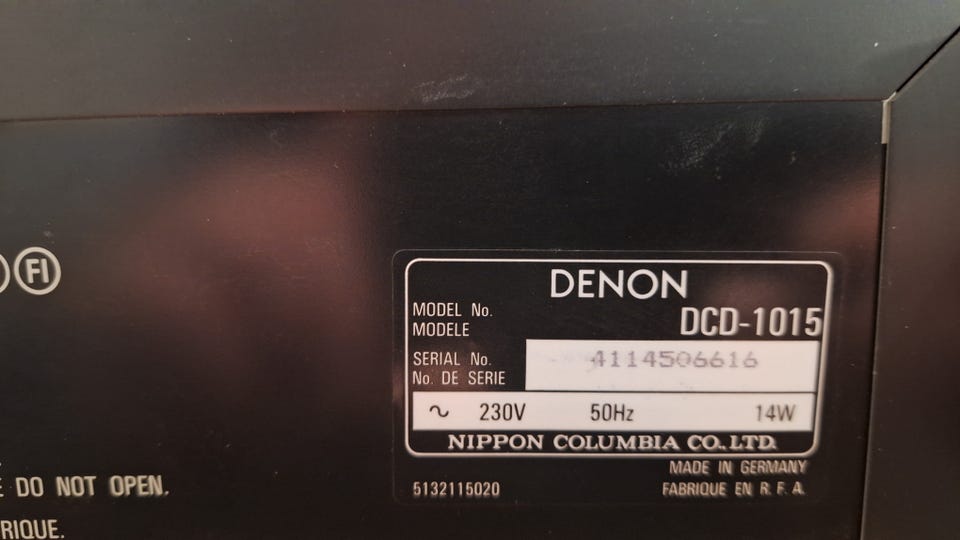 FI
DENON
MODEL No.
MODELE
DCD-1015
SERIAL No.
No. DE SERIE
4114506616
~ 230V 50Hz 14W
NIPPON COLUMBIA CO., LTD.
MADE IN GERMANY
5132115020
FABRIQUE EN R. F. A.
DO NOT OPEN.
RIQUE.